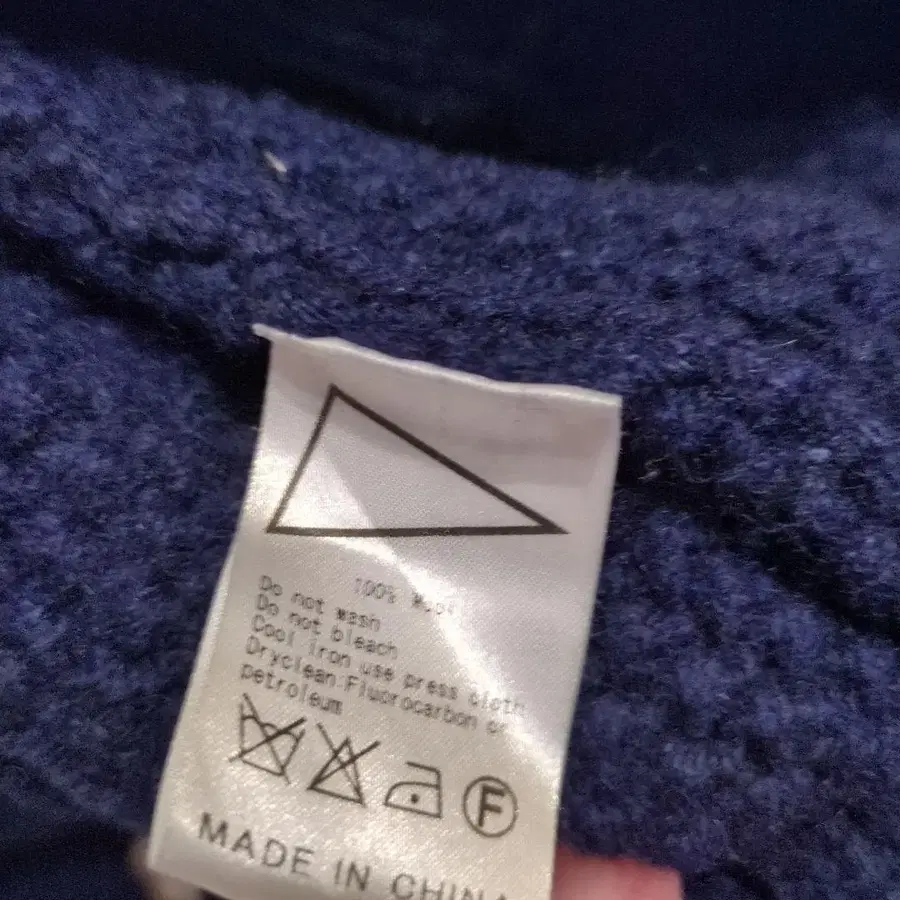 100% Wool
Do not wash
Do not bleach
Cool iron use press cloth
Dryclean:Fluorocarbon or
petroleum
F
MADE IN CHINA